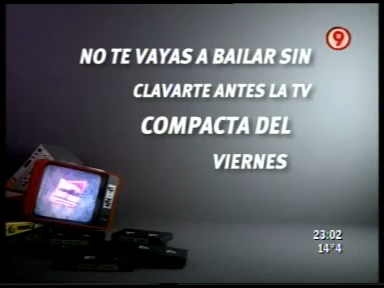 9
NO TE VAYAS A BAILAR SIN
CLAVARTE ANTES LA TV
COMPACTA DEL
VIERNES
23:02
14°4